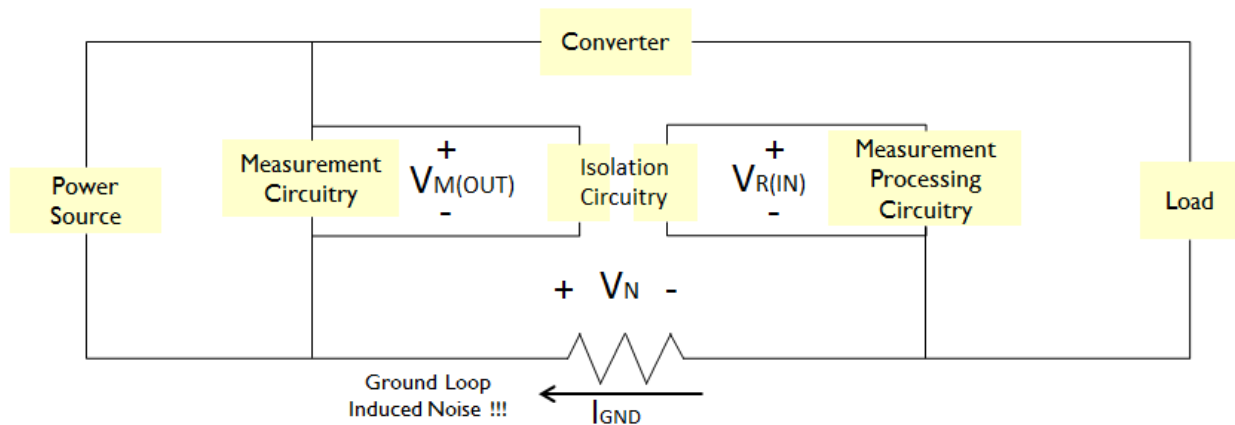 Converter
Power
Source
Measurement
Circuitry
+
VM(OUT)
-
Isolation
Circuitry
+
VR(IN)
-
Measurement
Processing
Circuitry
Load
+ VN -
Ground Loop
Induced Noise !!!
IGND